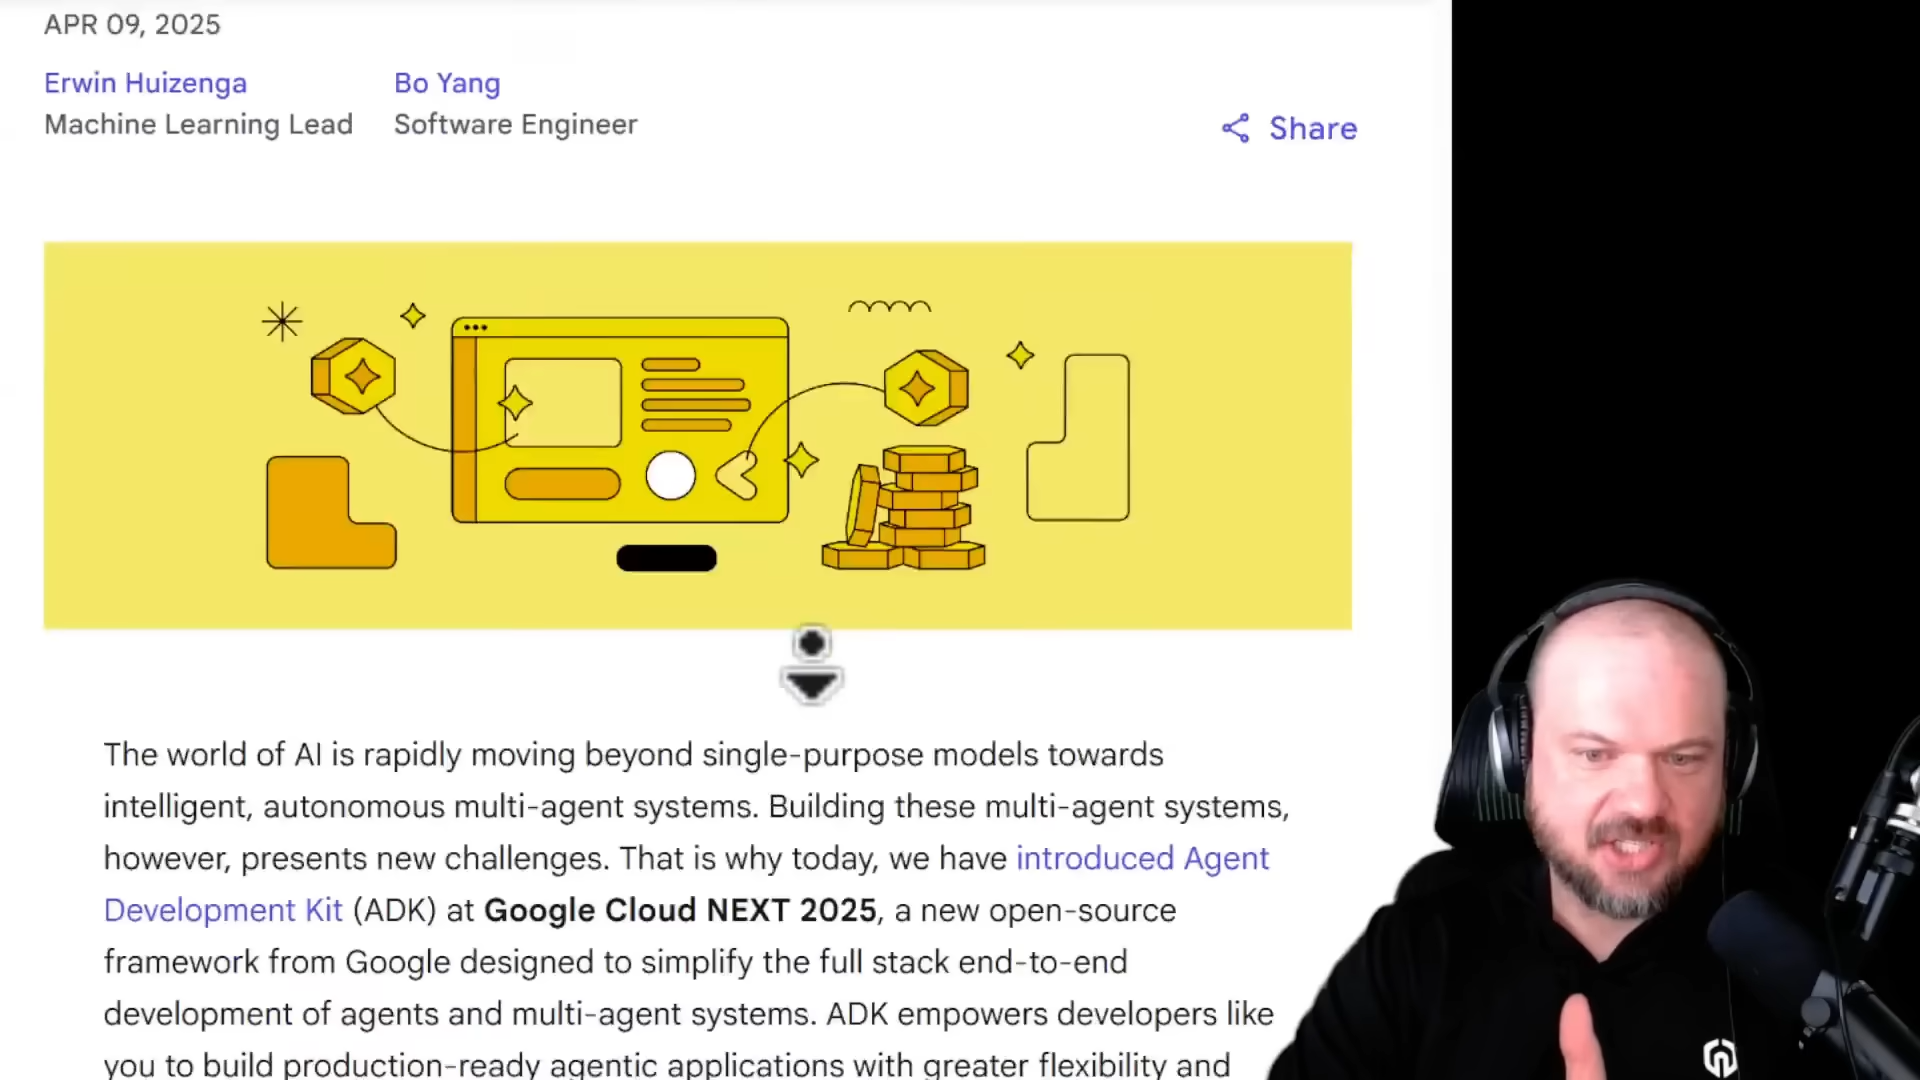 APR 09, 2025
Erwin Huizenga
Machine Learning Lead
Bo Yang
Software Engineer
Share
The world of AI is rapidly moving beyond single-purpose models towards
intelligent, autonomous multi-agent systems. Building these multi-agent systems,
however, presents new challenges. That is why today, we have introduced Agent
Development Kit (ADK) at Google Cloud NEXT 2025, a new open-source
framework from Google designed to simplify the full stack end-to-end
development of agents and multi-agent systems. ADK empowers developers like
you to build production-ready agentic applications with greater flexibility and